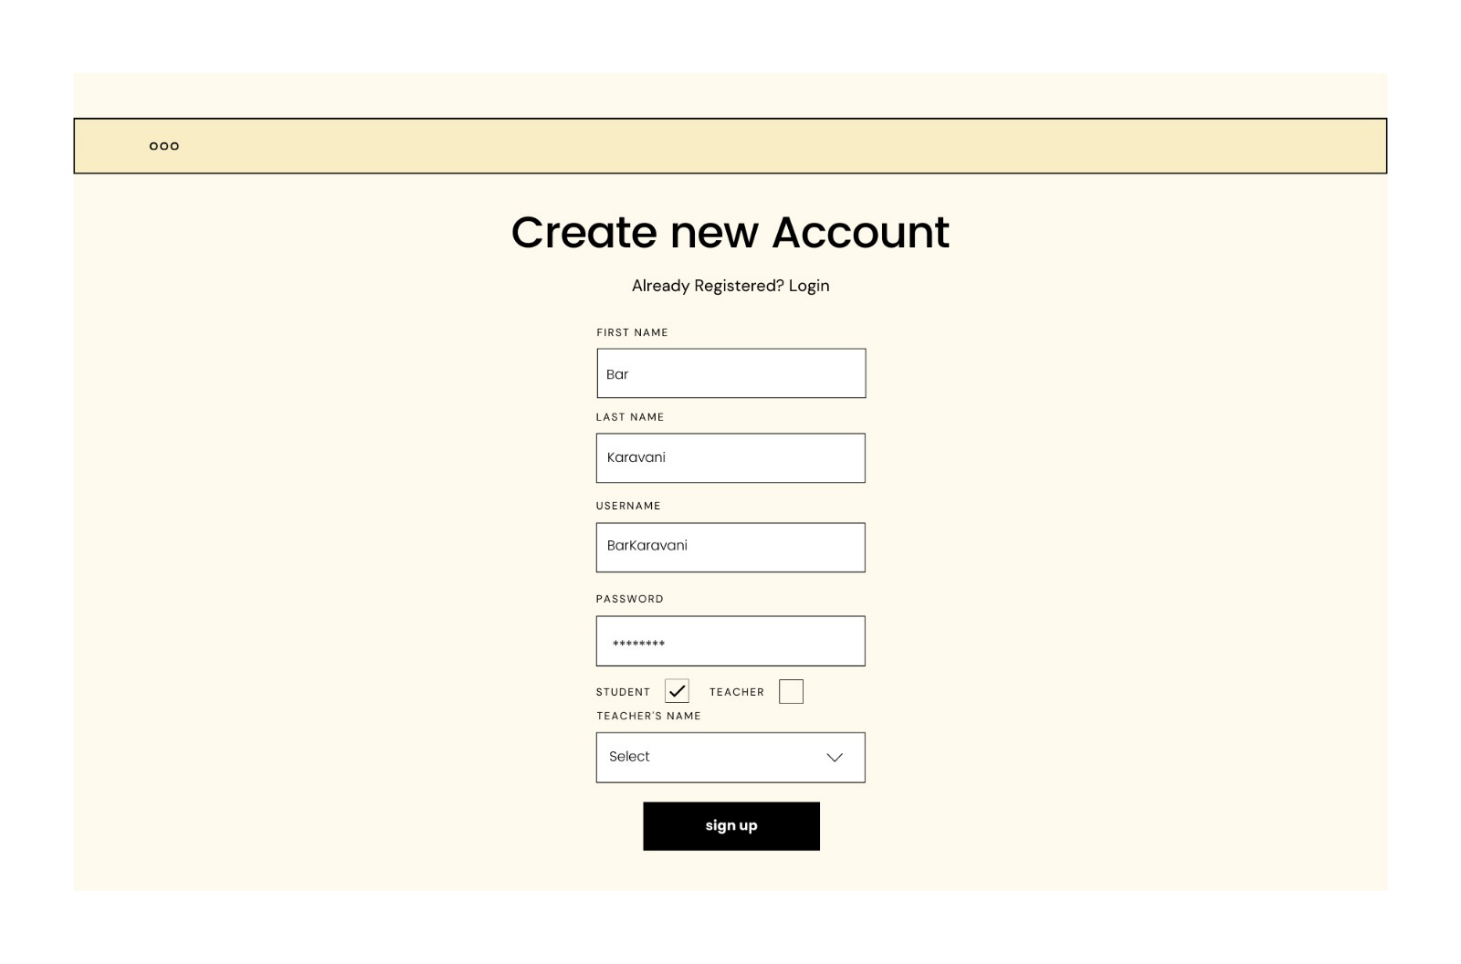 Create new Account
Already Registered? Login
FIRST NAME
Bar
LAST NAME
Karavani
USERNAME
BarKaravani
PASSWORD
********
STUDENT TEACHER
TEACHER'S NAME
Select
sign up